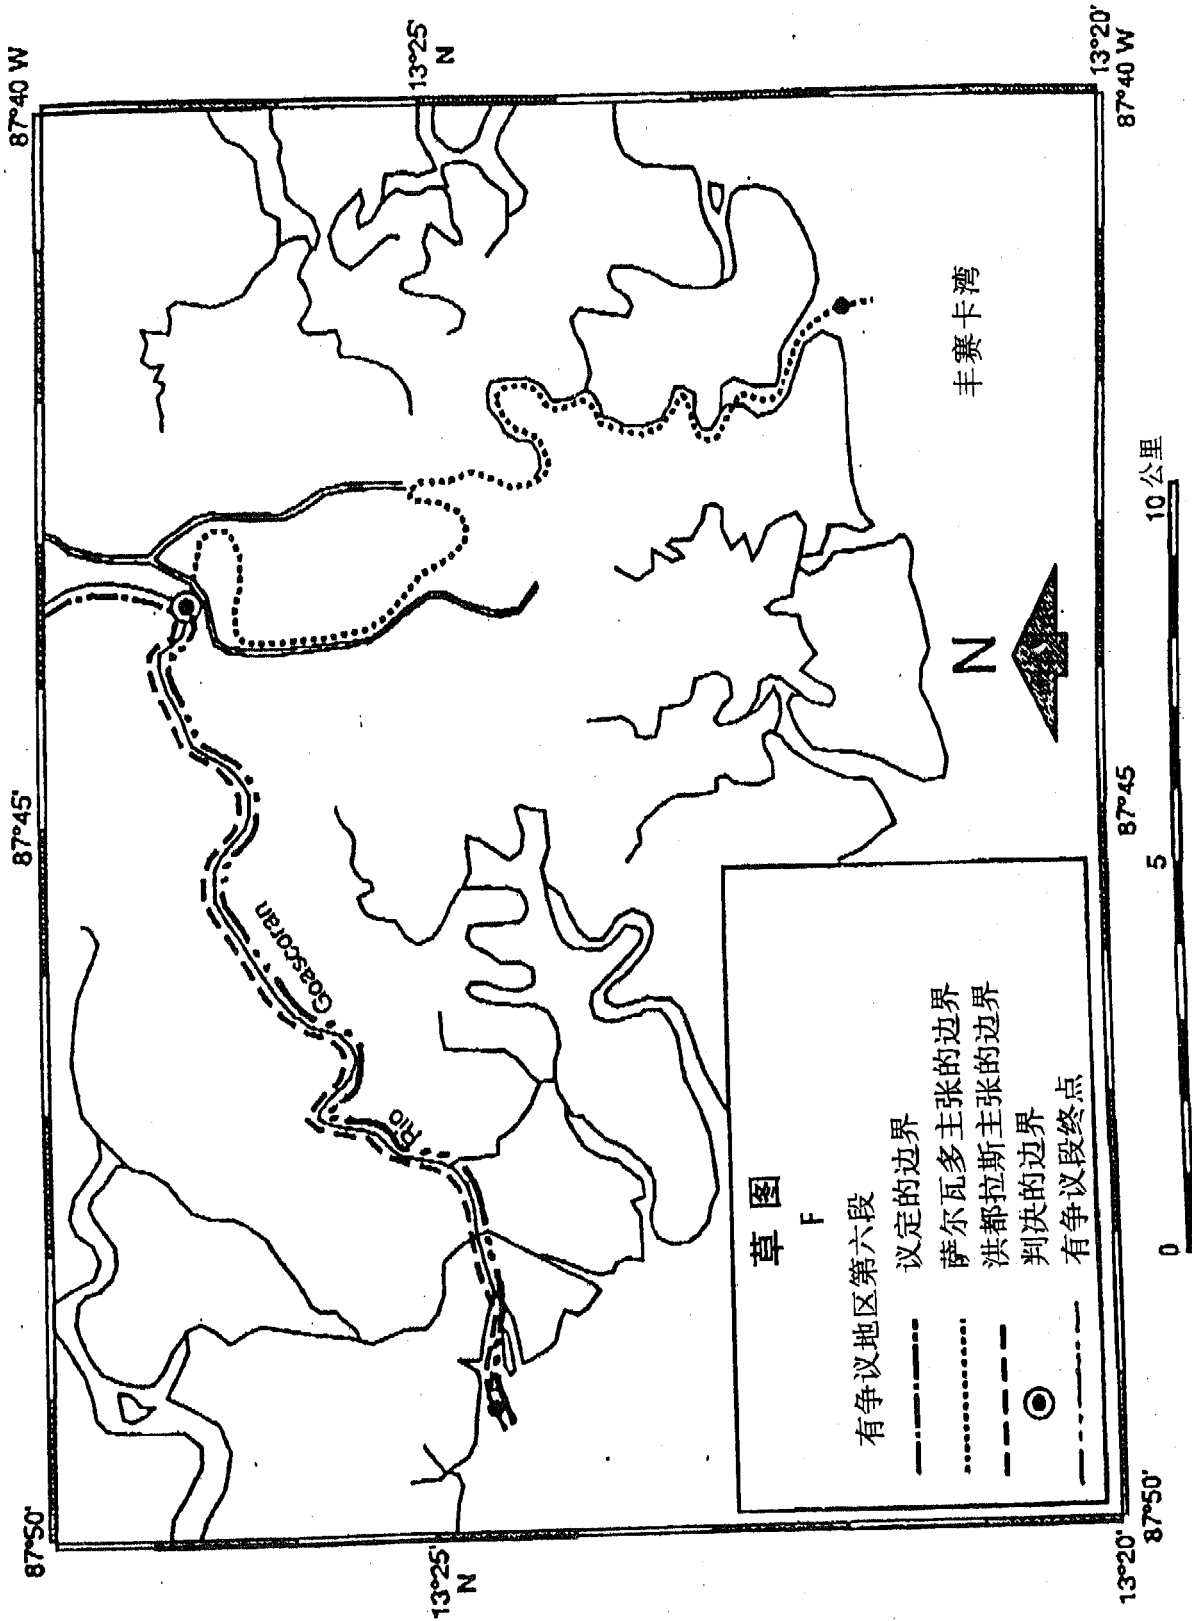 87°50'
87°45'
87°40 W
13°25'
N
13°25'
N
Goascoran
Rio
丰赛卡湾
N
草 图
F
有争议地区第六段
议定的边界
萨尔瓦多主张的边界
洪都拉斯主张的边界
判决的边界
有争议段终点
13°20'
87°50'
87°45
13°20'
87°40 W
0
5
10 公里